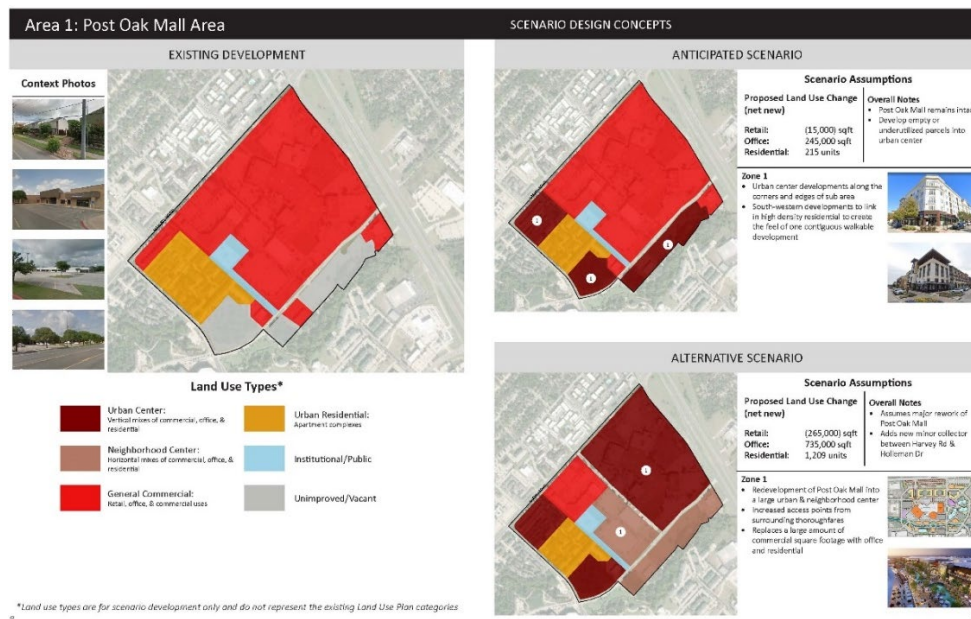 Area 1: Post Oak Mall Area
SCENARIO DESIGN CONCEPTS
EXISTING DEVELOPMENT
Context Photos
Land Use Types*
Urban Center:
Vertical mixes of commercial, office, &
residential
Neighborhood Center:
Horizontal mixes of commercial, office, &
residential
General Commercial:
Retail, office, & commercial uses
Urban Residential:
Apartment complexes
Institutional/Public
Unimproved/Vacant
*Land use types are for scenario development only and do not represent the existing Land Use Plan categories
ANTICIPATED SCENARIO
1
1
1
Scenario Assumptions
Proposed Land Use Change
(net new)
Retail: (15,000) sqft
Office: 245,000 sqft
Residential: 215 units
Overall Notes
• Post Oak Mall remains inta
• Develop empty or
underutilized parcels into
urban center
Zone 1
• Urban center developments along the
corners and edges of sub area
• South-western developments to link
in high density residential to create
the feel of one contiguous walkable
development
ALTERNATIVE SCENARIO
1
1
Scenario Assumptions
Proposed Land Use Change
(net new)
Retail: (265,000) sqft
Office: 735,000 sqft
Residential: 1,209 units
Overall Notes
• Assumes major rework of
Post Oak Mall
• Adds new minor collector
between Harvey Rd &
Holleman Dr
Zone 1
• Redevelopment of Post Oak Mall into
a large urban & neighborhood center
• Increased access points from
surrounding thoroughfares
• Replaces a large amount of
commercial square footage with office
and residential